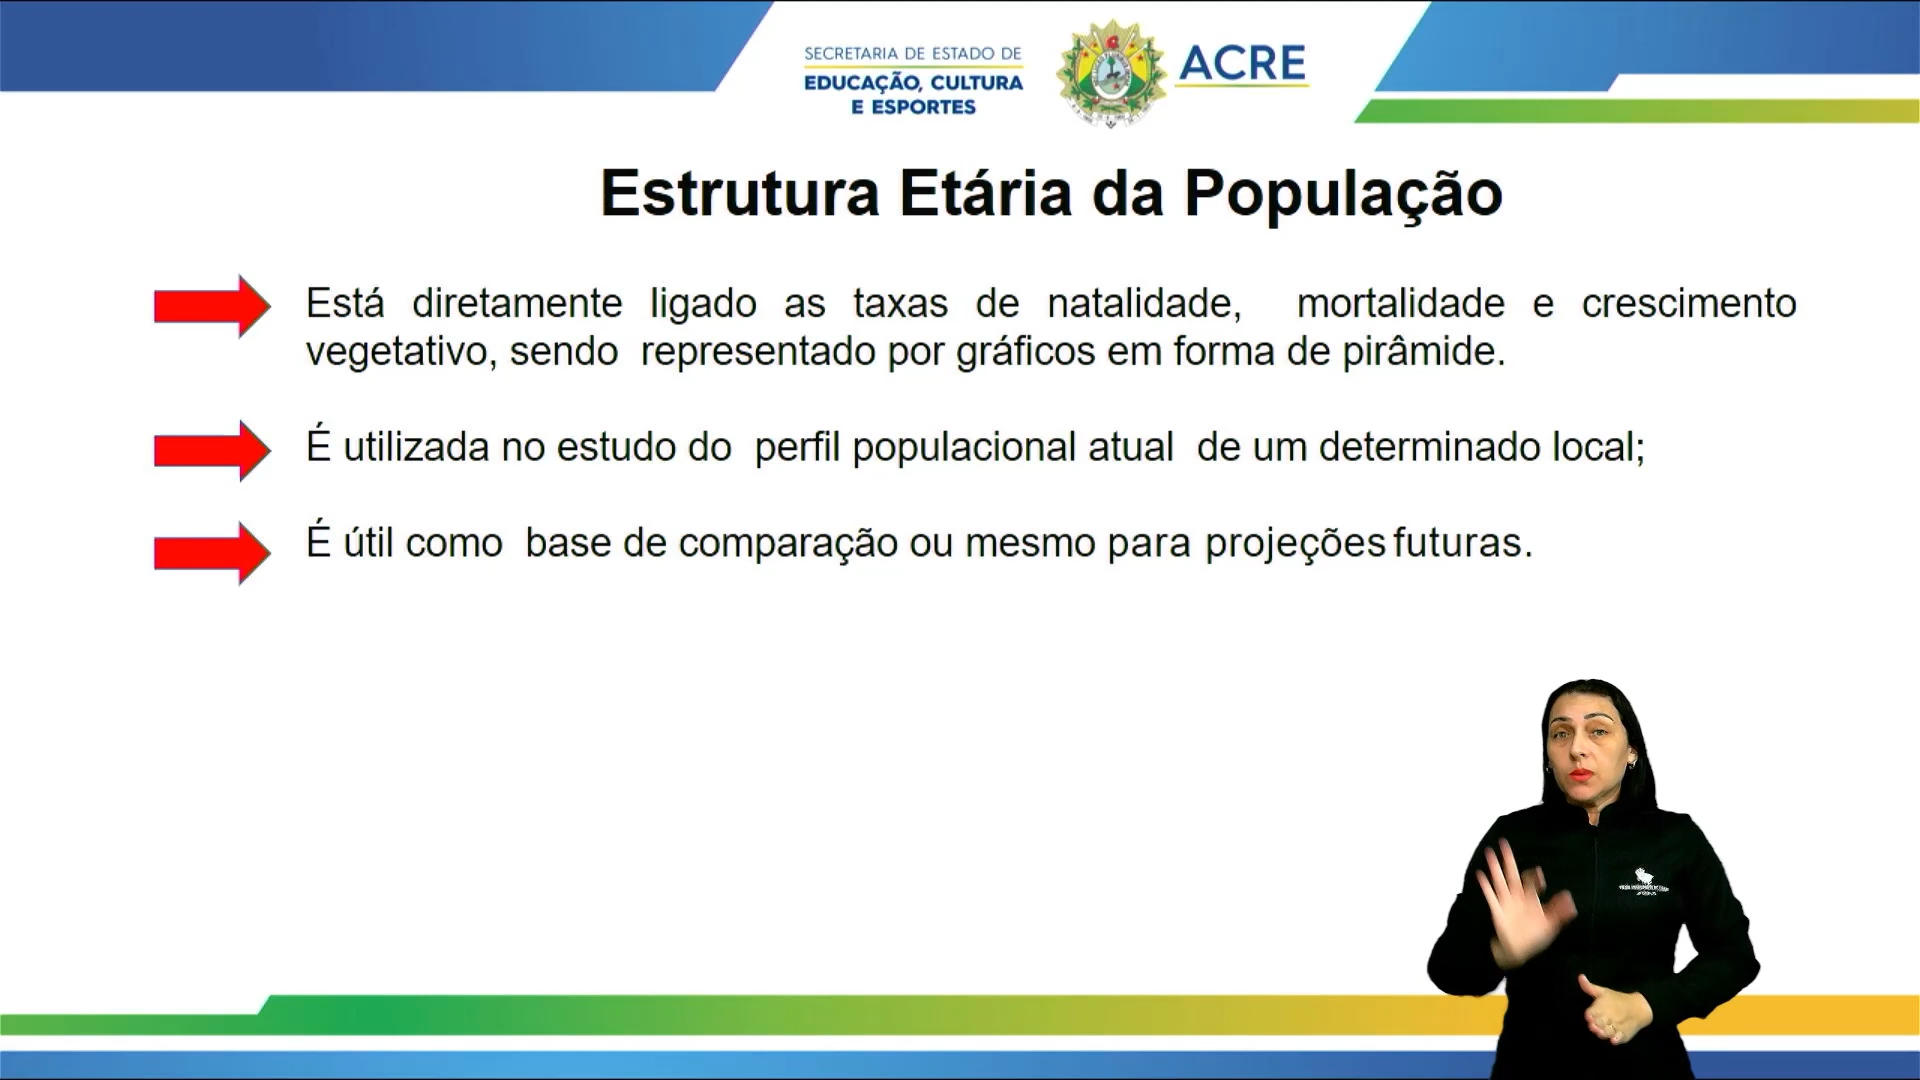 SECRETARIA DE ESTADO DE
EDUCAÇÃO, CULTURA
E ESPORTES
ACRE
Estrutura Etária da População
Está diretamente ligado as taxas de natalidade, mortalidade e crescimento
vegetativo, sendo representado por gráficos em forma de pirâmide.
É utilizada no estudo do perfil populacional atual de um determinado local;
É útil como base de comparação ou mesmo para projeções futuras.